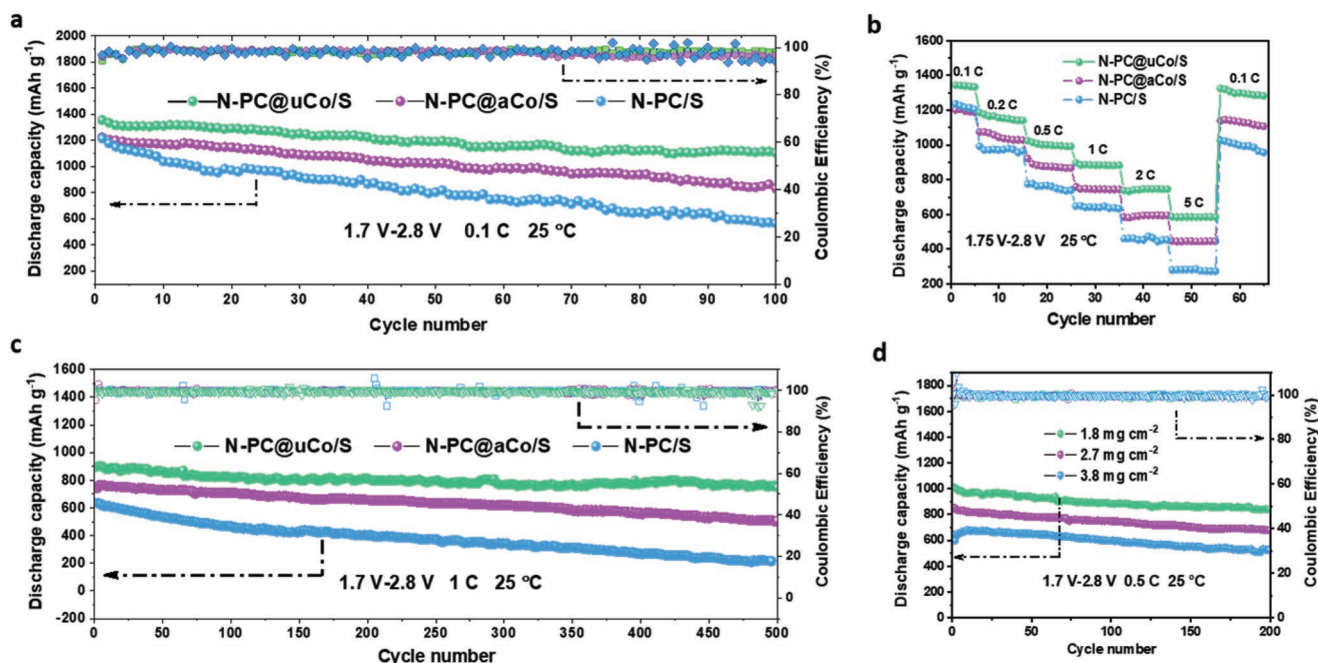 a
Discharge capacity (mAh g⁻¹)
2000
1800
1600
1400
1200
1000
800
600
400
200
N-PC@uCo/S N-PC@aCo/S N-PC/S
1.7 V-2.8 V 0.1 C 25 °C
100
80
60
40
20
0
Coulombic Efficiency (%)
0 10 20 30 40 50 60 70 80 90 100
Cycle number
b
Discharge capacity (mAh g⁻¹)
1600
1400
1200
1000
800
600
400
200
N-PC@uCo/S
N-PC@aCo/S
N-PC/S
0.1 C
0.2 C
0.5 C
1 C
2 C
5 C
0.1 C
1.75 V-2.8 V 25 °C
0 10 20 30 40 50 60
Cycle number
c
Discharge capacity (mAh g⁻¹)
1600
1400
1200
1000
800
600
400
200
0
-200
N-PC@uCo/S N-PC@aCo/S N-PC/S
1.7 V-2.8 V 1 C 25 °C
100
80
60
40
20
0
Coulombic Efficiency (%)
0 50 100 150 200 250 300 350 400 450 500
Cycle number
d
Discharge capacity (mAh g⁻¹)
1800
1600
1400
1200
1000
800
600
400
200
0
1.8 mg cm⁻²
2.7 mg cm⁻²
3.8 mg cm⁻²
1.7 V-2.8 V 0.5 C 25 °C
100
80
60
40
20
0
Coulombic Efficiency (%)
0 50 100 150 200
Cycle number